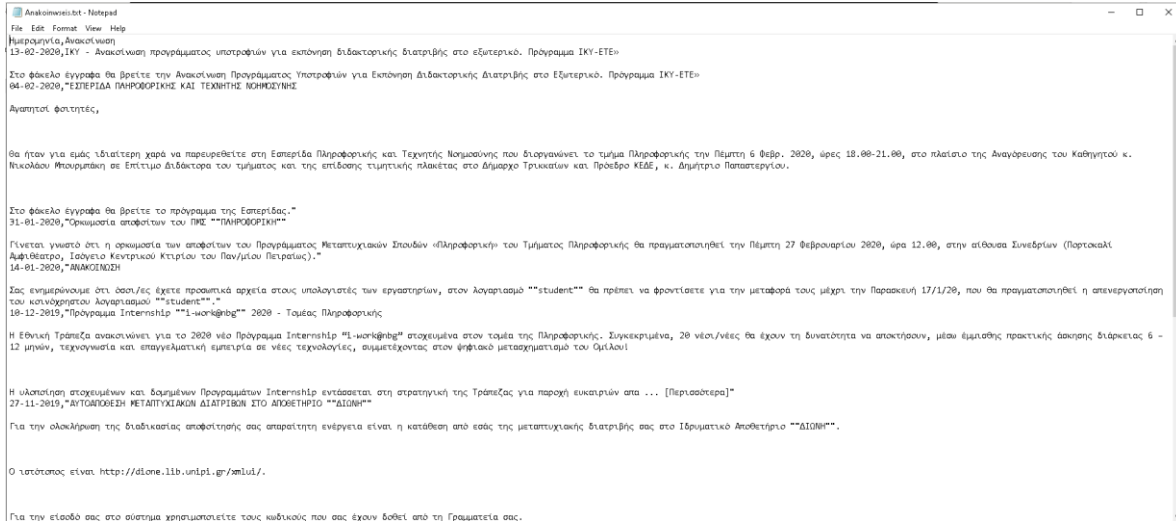 Anakoinwseis.txt - Notepad
File Edit Format View Help
Ημερομηνία,Ανακοίνωση
13-02-2020,ΙΚΥ - Ανακοίνωση προγράμματος υποτροφιών για εκπόνηση διδακτορικής διατριβής στο εξωτερικό. Πρόγραμμα ΙΚΥ-ΕΤΕ»
Στο φάκελο έγγραφα θα βρείτε την Ανακοίνωση Προγράμματος Υποτροφιών για Εκπόνηση Διδακτορικής Διατριβής στο Εξωτερικό. Πρόγραμμα ΙΚΥ-ΕΤΕ»
04-02-2020,"ΕΣΠΕΡΙΔΑ ΠΛΗΡΟΦΟΡΙΚΗΣ ΚΑΙ ΤΕΧΝΗΤΗΣ ΝΟΗΜΟΣΥΝΗΣ
Αγαπητοί φοιτητές,
Θα ήταν για εμάς ιδιαίτερη χαρά να παρευρεθείτε στη Εσπερίδα Πληροφορικής και Τεχνητής Νοημοσύνης που διοργανώνει το τμήμα Πληροφορικής την Πέμπτη 6 Φεβρ. 2020, ώρες 18.00-21.00, στο πλαίσιο της Αναγόρευσης του Καθηγητού κ.
Νικολάου Μπουρμπάκη σε Επίτιμο Διδάκτορα του τμήματος και της επίδοσης τιμητικής πλακέτας στο Δήμαρχο Τρικκαίων και Πρόεδρο ΚΕΔΕ, κ. Δημήτριο Παπαστεργίου.
Στο φάκελο έγγραφα θα βρείτε το πρόγραμμα της Εσπερίδας."
31-01-2020,"Ορκωμοσία αποφοίτων του ΠΜΣ ""ΠΛΗΡΟΦΟΡΙΚΗ""
Γίνεται γνωστό ότι η ορκωμοσία των αποφοίτων του Προγράμματος Μεταπτυχιακών Σπουδών «Πληροφορική» του Τμήματος Πληροφορικής θα πραγματοποιηθεί την Πέμπτη 27 Φεβρουαρίου 2020, ώρα 12.00, στην αίθουσα Συνεδρίων (Πορτοκαλί
Αμφιθέατρο, Ισόγειο Κεντρικού Κτιρίου του Παν/μίου Πειραιώς)."
14-01-2020,"ΑΝΑΚΟΙΝΩΣΗ
Σας ενημερώνουμε ότι όσοι/ες έχετε προσωπικά αρχεία στους υπολογιστές των εργαστηρίων, στον λογαριασμό ""student"" θα πρέπει να φροντίσετε για την μεταφορά τους μέχρι την Παρασκευή 17/1/20, που θα πραγματοποιηθεί η απενεργοποίηση
του κοινόχρηστου λογαριασμού ""student""."
10-12-2019,"Πρόγραμμα Internship ""i-work@nbg"" 2020 - Τομέας Πληροφορικής
Η Εθνική Τράπεζα ανακοινώνει για το 2020 νέο Πρόγραμμα Internship “i-work@nbg” στοχευμένα στον τομέα της Πληροφορικής. Συγκεκριμένα, 20 νέοι/νέες θα έχουν τη δυνατότητα να αποκτήσουν, μέσω έμμισθης πρακτικής άσκησης διάρκειας 6 –
12 μηνών, τεχνογνωσία και επαγγελματική εμπειρία σε νέες τεχνολογίες, συμμετέχοντας στον ψηφιακό μετασχηματισμό του Ομίλου!
Η υλοποίηση στοχευμένων και δομημένων Προγραμμάτων Internship εντάσσεται στη στρατηγική της Τράπεζας για παροχή ευκαιριών απα ... [Περισσότερα]"
27-11-2019,"ΑΥΤΟΑΠΟΘΕΣΗ ΜΕΤΑΠΤΥΧΙΑΚΩΝ ΔΙΑΤΡΙΒΩΝ ΣΤΟ ΑΠΟΘΕΤΗΡΙΟ ""ΔΙΩΝΗ""
Για την ολοκλήρωση της διαδικασίας αποφοίτησής σας απαραίτητη ενέργεια είναι η κατάθεση από εσάς της μεταπτυχιακής διατριβής σας στο Ιδρυματικό Αποθετήριο ""ΔΙΩΝΗ"".
Ο ιστότοπος είναι http://dione.lib.unipi.gr/xmlui/.
Για την είσοδό σας στο σύστημα χρησιμοποιείτε τους κωδικούς που σας έχουν δοθεί από τη Γραμματεία σας.